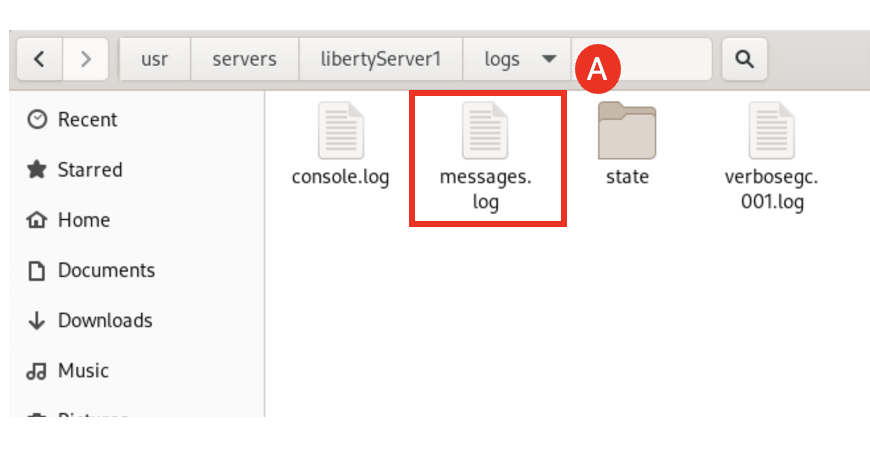 usr servers libertyServer1 logs
A
Recent
Starred
Home
Documents
Downloads
Music
console.log
messages.
log
state
verbosegc.
001.log